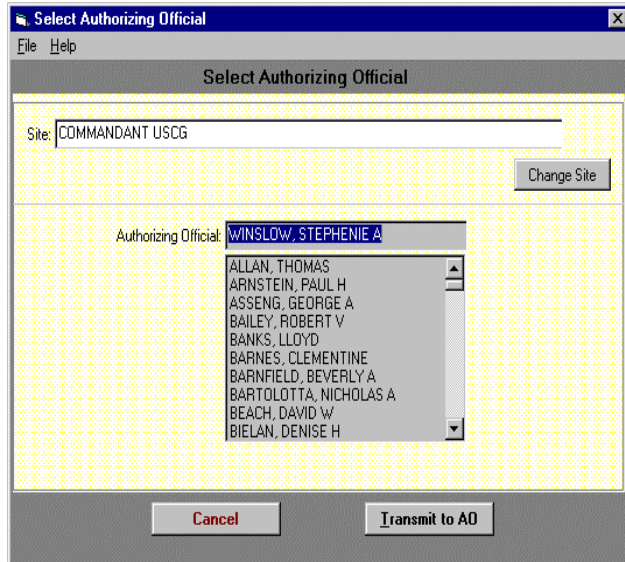 Select Authorizing Official
File Help
Select Authorizing Official
Site: COMMANDANT USCG
Change Site
Authorizing Official: WINSLOW, STEPHENIE A
ALLAN, THOMAS
ARNSTEIN, PAUL H
ASSENG, GEORGE A
BAILEY, ROBERT V
BANKS, LLOYD
BARNES, CLEMENTINE
BARNFIELD, BEVERLY A
BARTOLOTTA, NICHOLAS A
BEACH, DAVID W
BIELAN, DENISE H
Cancel Transmit to AO